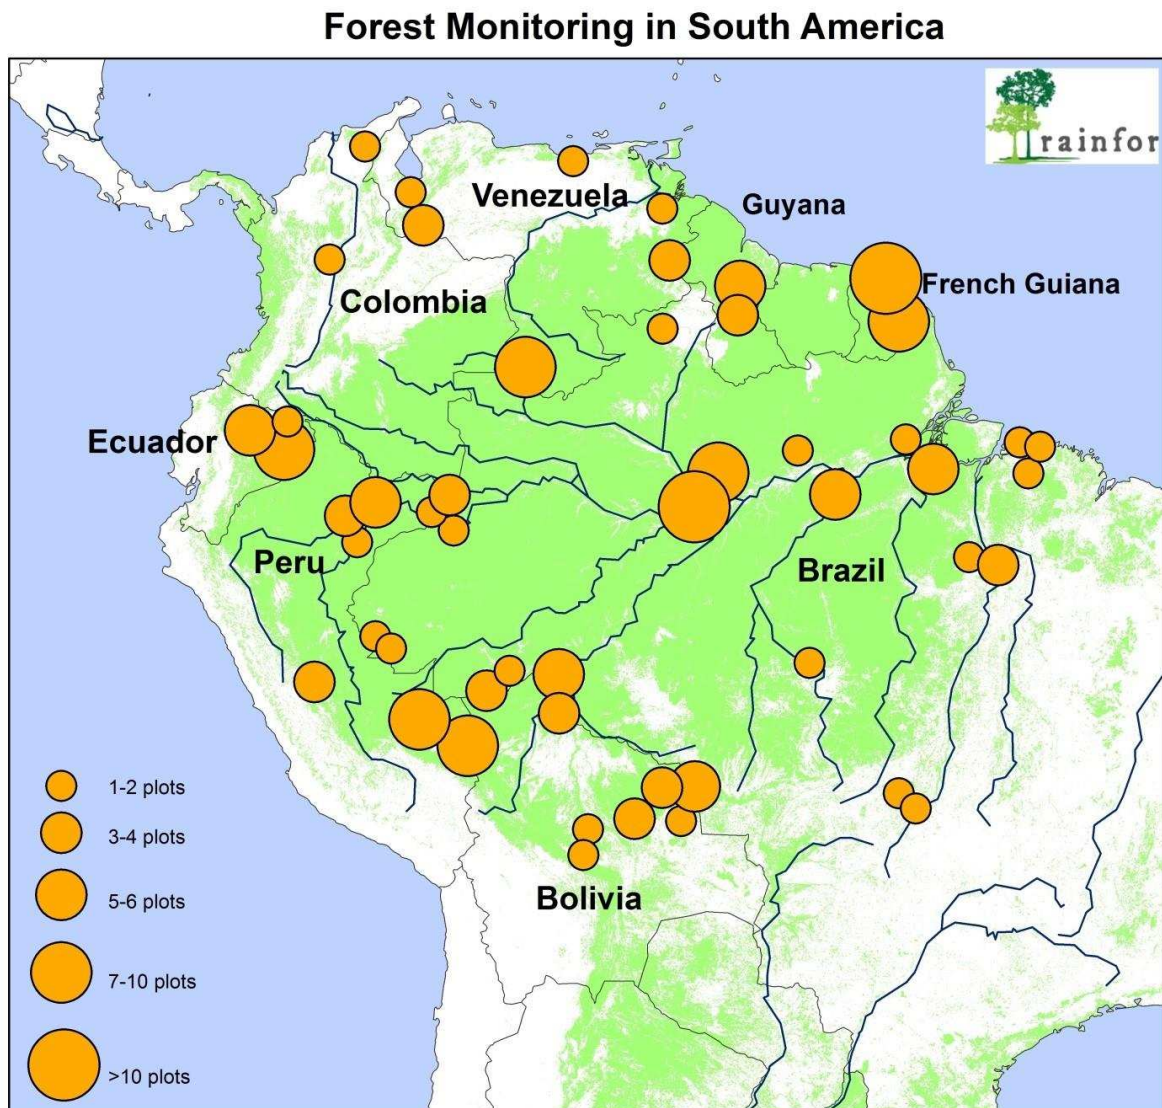 Forest Monitoring in South America
rainfor
Venezuela
Guyana
French Guiana
Colombia
Ecuador
Peru
Brazil
Bolivia
1-2 plots
3-4 plots
5-6 plots
7-10 plots
>10 plots